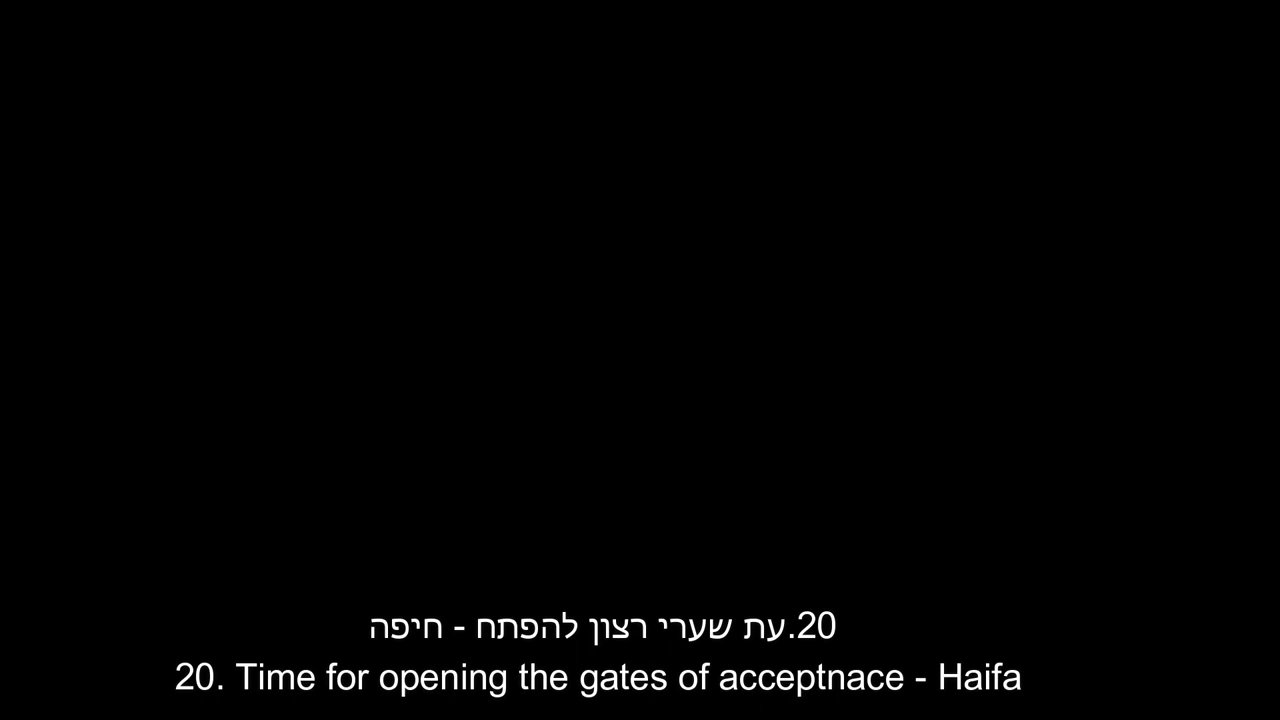 20.עת שערי רצון להפתח - חיפה
20. Time for opening the gates of acceptnace - Haifa